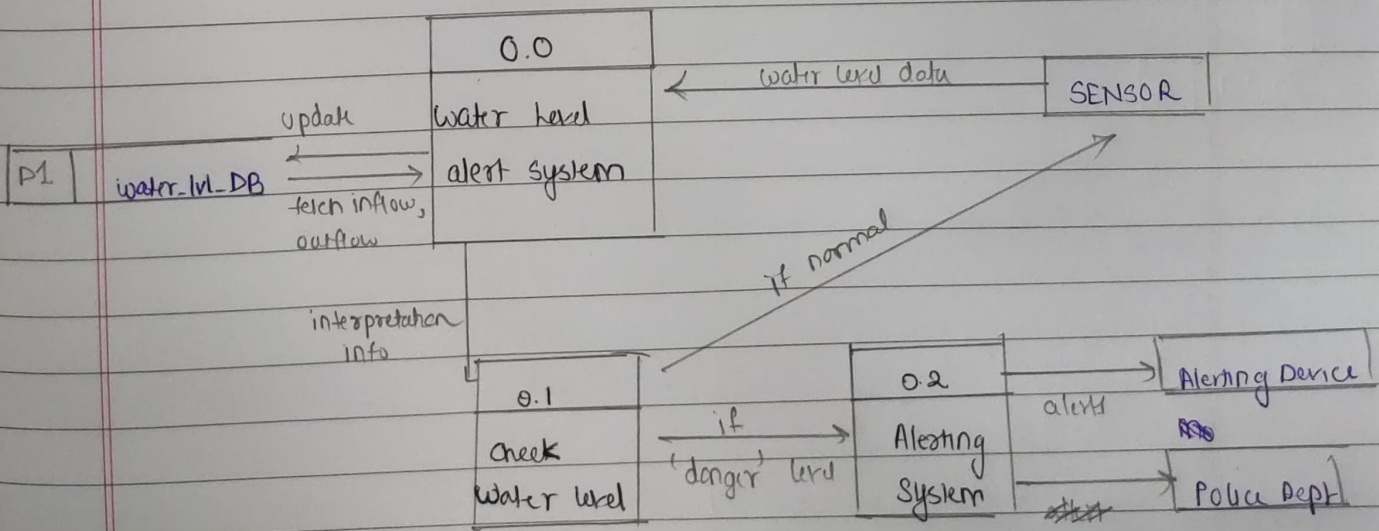 0.0
water level data
SENSOR
update
water level
alert system
D1
water_lvl_DB
fetch inflow,
outflow
if normal
interpretation
info
0.1
0.2
Alerting Device
alerts
if
check
Alerting
'danger' level
water level
System
Police Dept